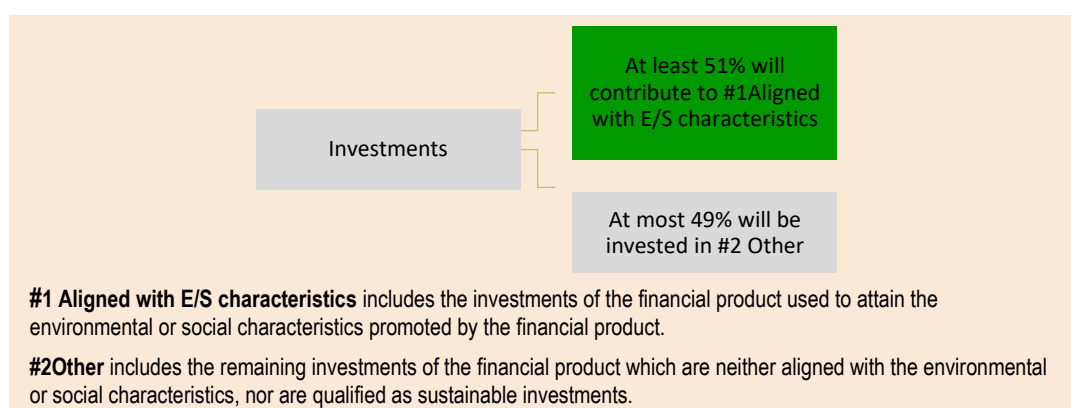 At least 51% will
contribute to #1Aligned
with E/S characteristics
Investments
At most 49% will be
invested in #2 Other
#1 Aligned with E/S characteristics includes the investments of the financial product used to attain the
environmental or social characteristics promoted by the financial product.
#2Other includes the remaining investments of the financial product which are neither aligned with the environmental
or social characteristics, nor are qualified as sustainable investments.